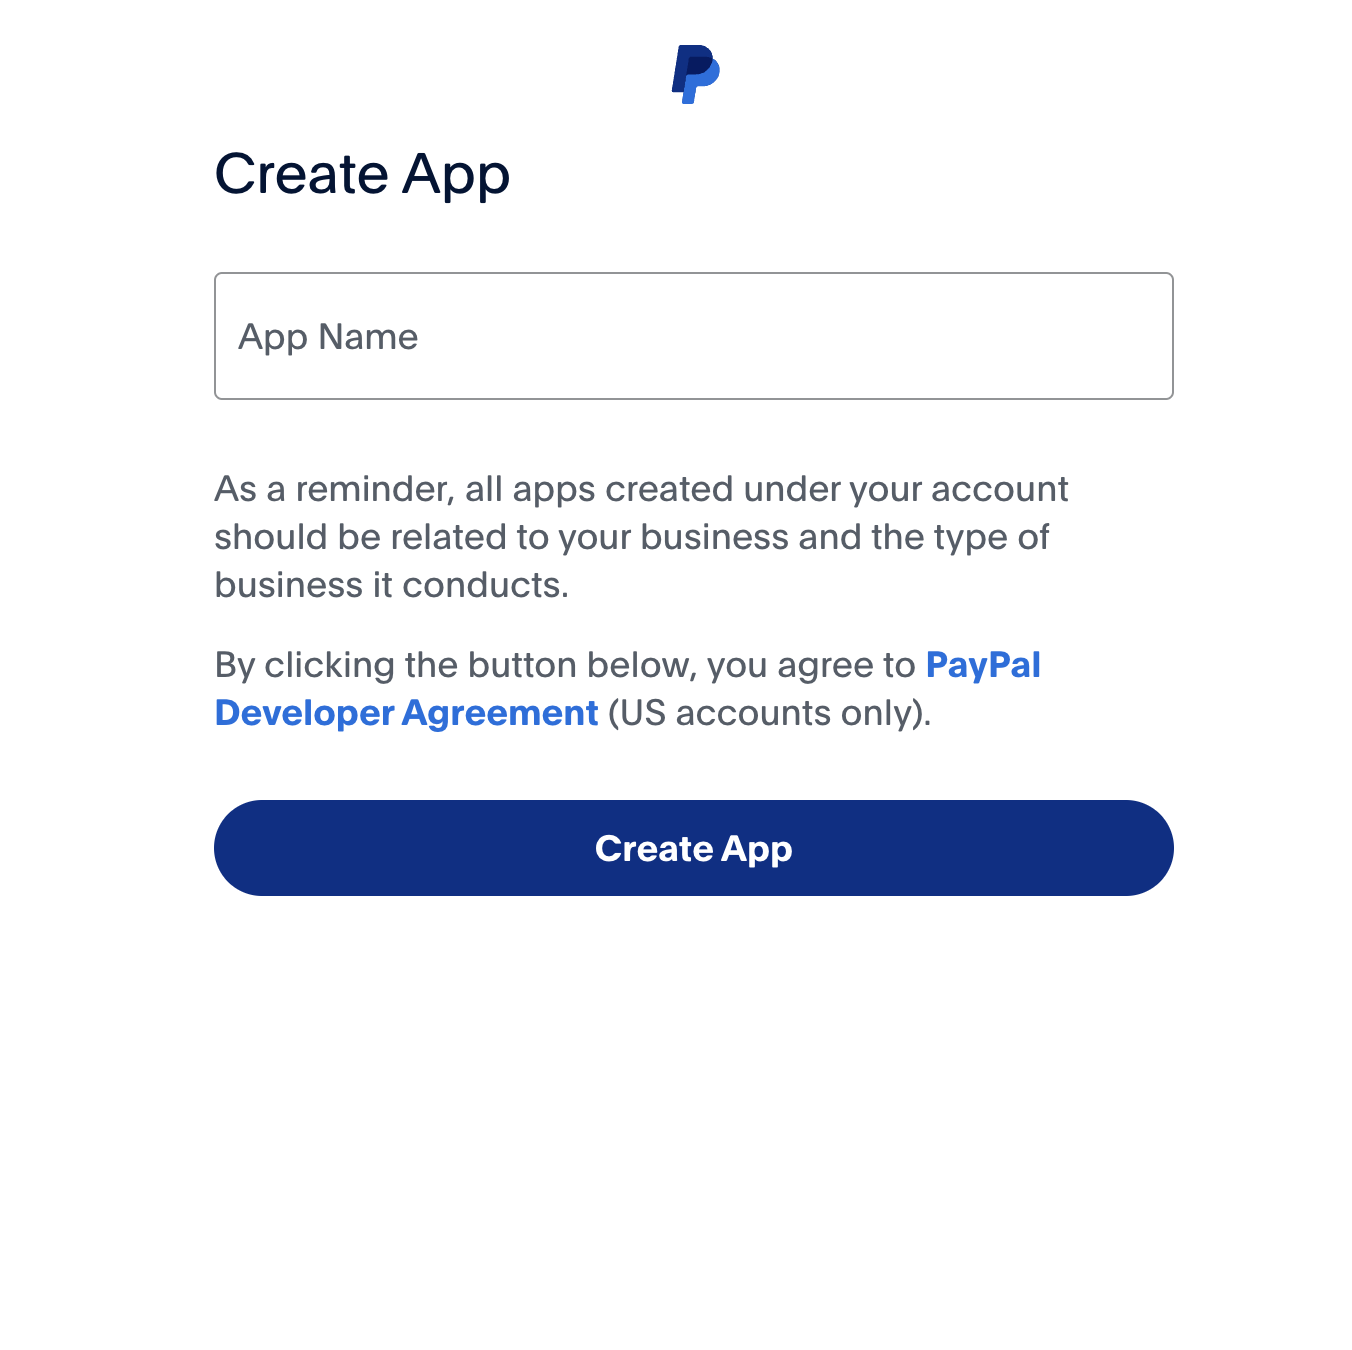 Create App
App Name
As a reminder, all apps created under your account
should be related to your business and the type of
business it conducts.
By clicking the button below, you agree to PayPal
Developer Agreement (US accounts only).
Create App